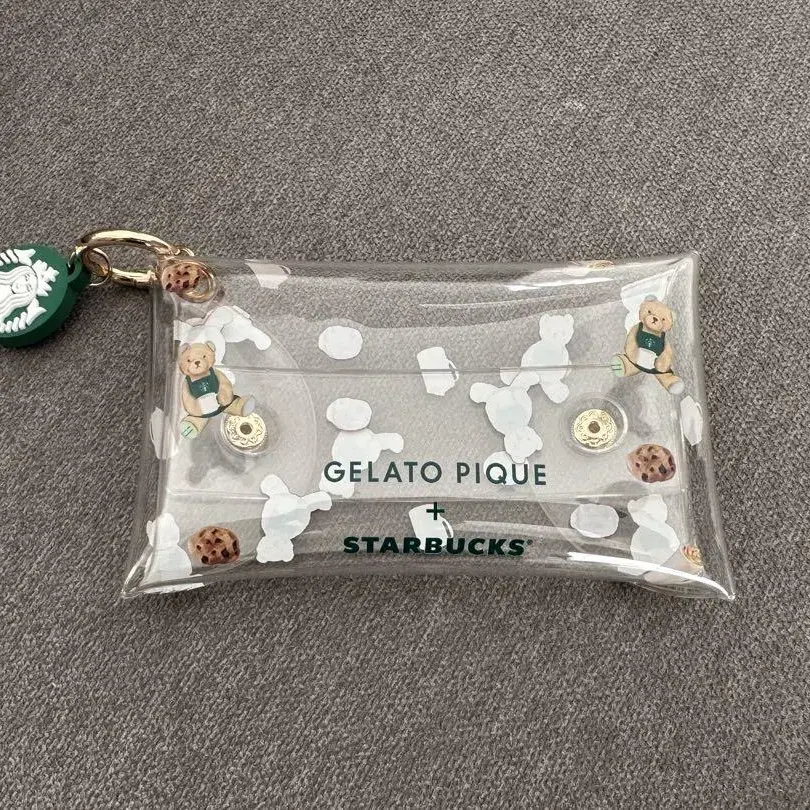 GELATO PIQUE
+
STARBUCKS®